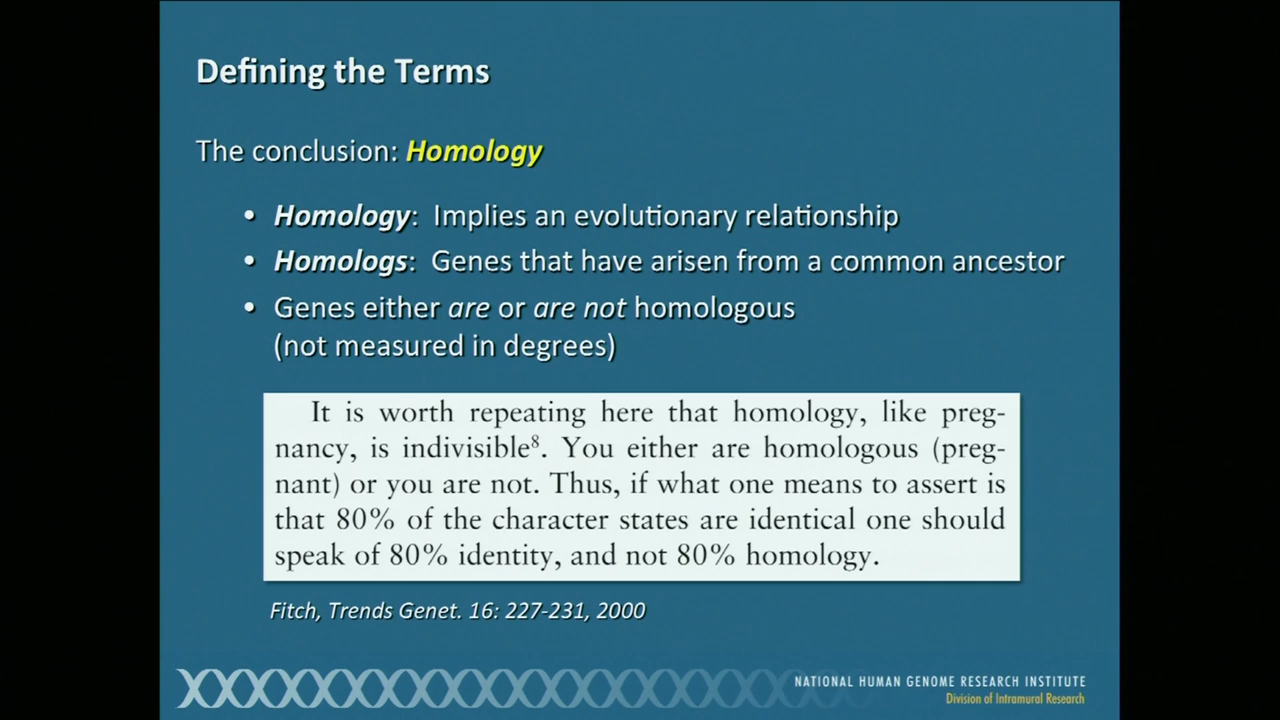 Defining the Terms
The conclusion: Homology
• Homology: Implies an evolutionary relationship
• Homologs: Genes that have arisen from a common ancestor
• Genes either are or are not homologous
(not measured in degrees)
It is worth repeating here that homology, like preg-
nancy, is indivisible⁸. You either are homologous (preg-
nant) or you are not. Thus, if what one means to assert is
that 80% of the character states are identical one should
speak of 80% identity, and not 80% homology.
Fitch, Trends Genet. 16: 227-231, 2000
NATIONAL HUMAN GENOME RESEARCH INSTITUTE
Division of Intramural Research